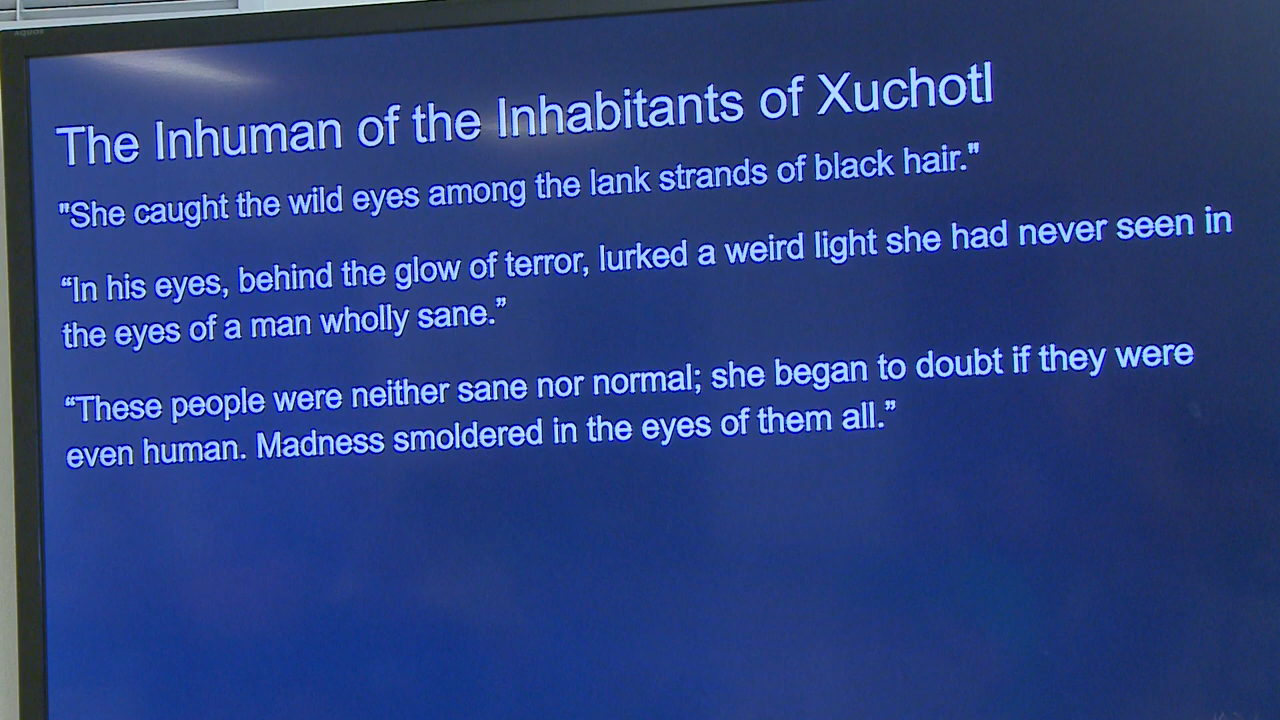 AQUOS
The Inhuman of the Inhabitants of Xuchotl
"She caught the wild eyes among the lank strands of black hair."
“In his eyes, behind the glow of terror, lurked a weird light she had never seen in
the eyes of a man wholly sane.”
“These people were neither sane nor normal; she began to doubt if they were
even human. Madness smoldered in the eyes of them all.”